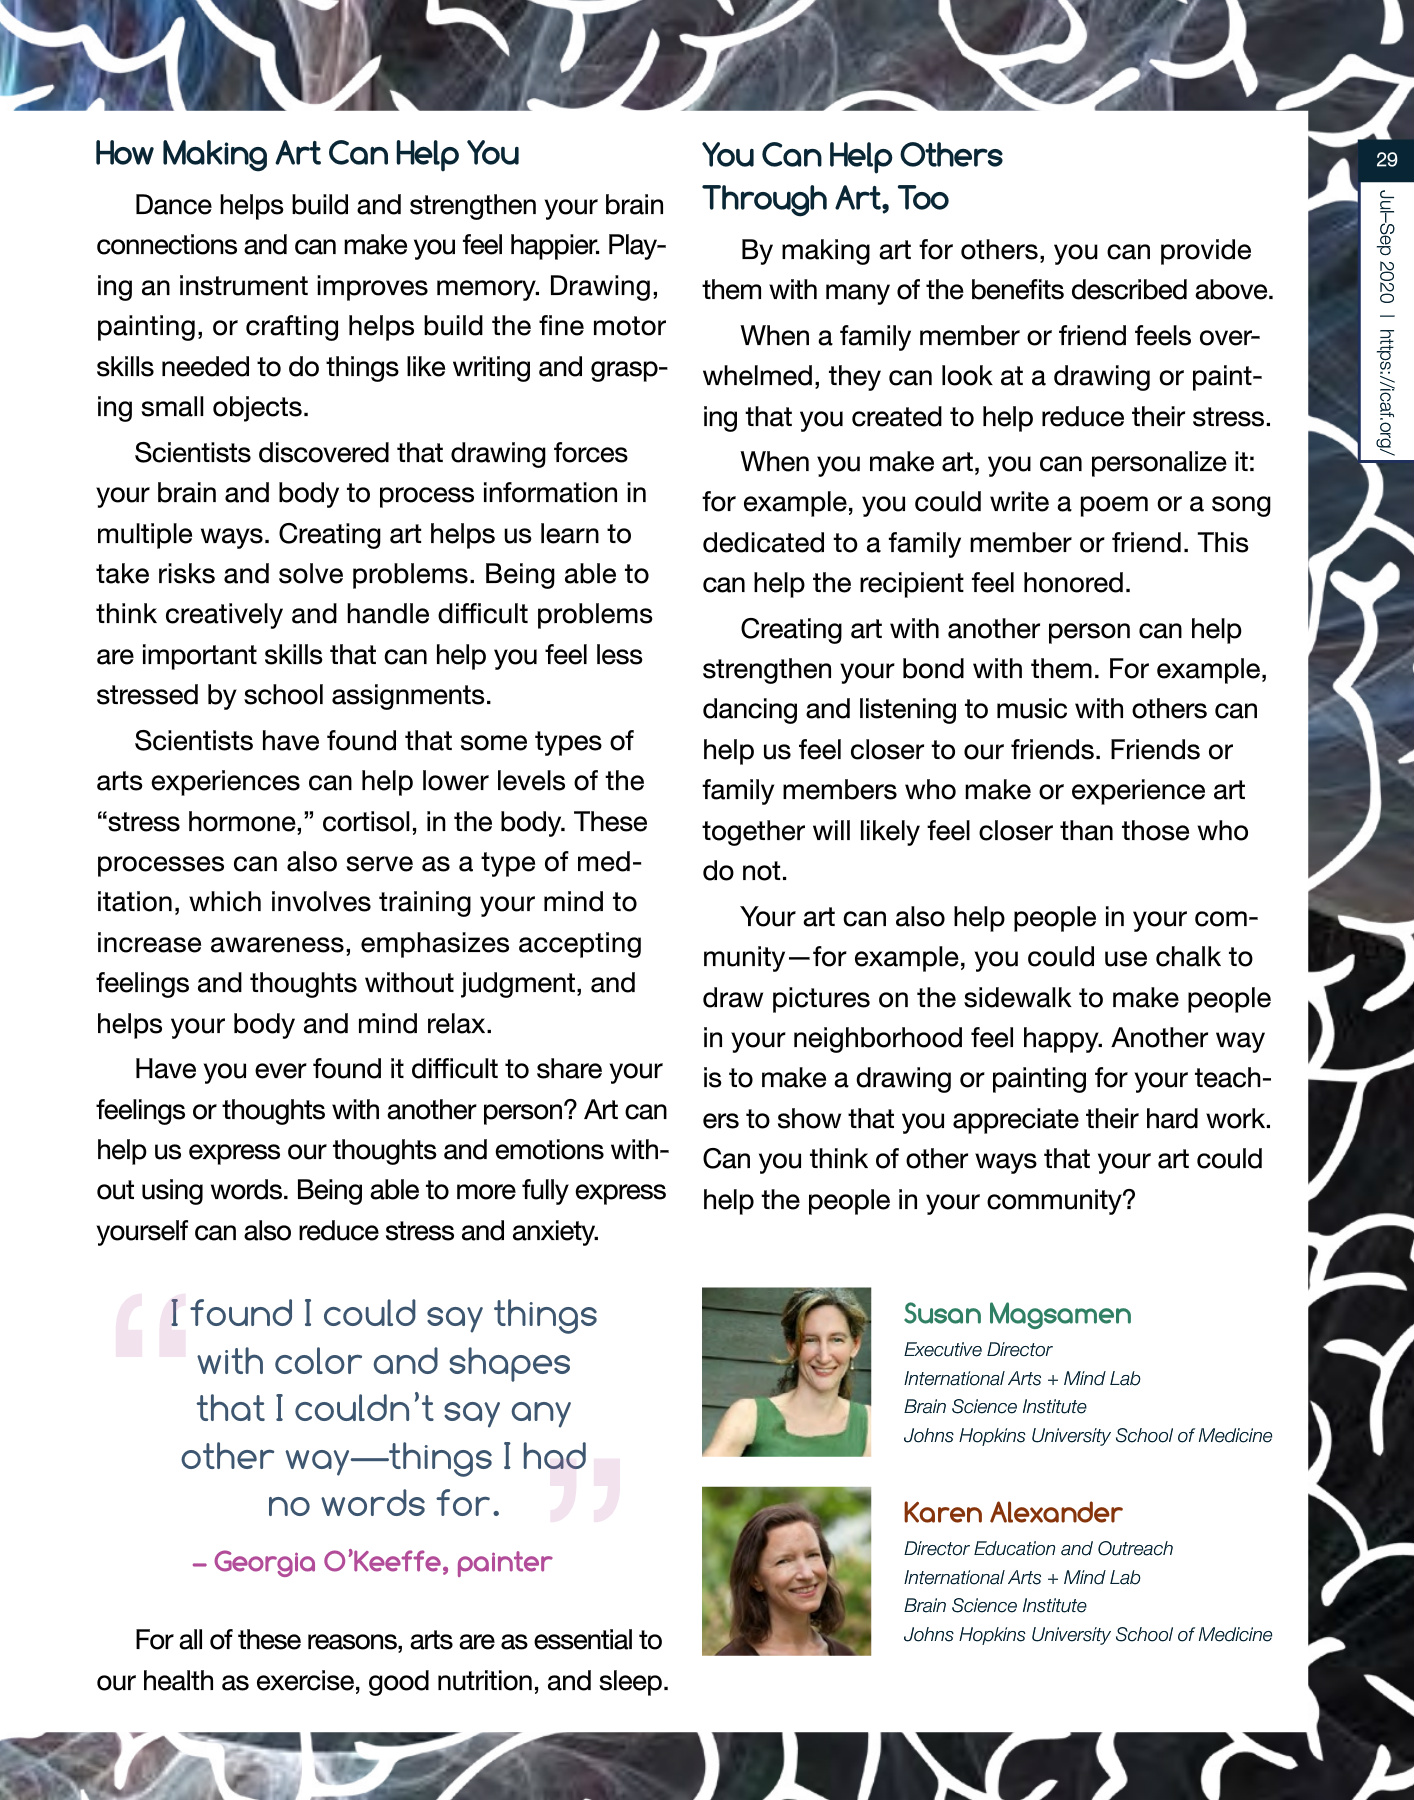 How Making Art Can Help You
Dance helps build and strengthen your brain
connections and can make you feel happier. Play-
ing an instrument improves memory. Drawing,
painting, or crafting helps build the fine motor
skills needed to do things like writing and grasp-
ing small objects.
Scientists discovered that drawing forces
your brain and body to process information in
multiple ways. Creating art helps us learn to
take risks and solve problems. Being able to
think creatively and handle difficult problems
are important skills that can help you feel less
stressed by school assignments.
Scientists have found that some types of
arts experiences can help lower levels of the
“stress hormone,” cortisol, in the body. These
processes can also serve as a type of med-
itation, which involves training your mind to
increase awareness, emphasizes accepting
feelings and thoughts without judgment, and
helps your body and mind relax.
Have you ever found it difficult to share your
feelings or thoughts with another person? Art can
help us express our thoughts and emotions with-
out using words. Being able to more fully express
yourself can also reduce stress and anxiety.
“I found I could say things
with color and shapes
that I couldn’t say any
other way—things I had
no words for.”
– Georgia O’Keeffe, painter
For all of these reasons, arts are as essential to
our health as exercise, good nutrition, and sleep.
You Can Help Others
Through Art, Too
By making art for others, you can provide
them with many of the benefits described above.
When a family member or friend feels over-
whelmed, they can look at a drawing or paint-
ing that you created to help reduce their stress.
When you make art, you can personalize it:
for example, you could write a poem or a song
dedicated to a family member or friend. This
can help the recipient feel honored.
Creating art with another person can help
strengthen your bond with them. For example,
dancing and listening to music with others can
help us feel closer to our friends. Friends or
family members who make or experience art
together will likely feel closer than those who
do not.
Your art can also help people in your com-
munity—for example, you could use chalk to
draw pictures on the sidewalk to make people
in your neighborhood feel happy. Another way
is to make a drawing or painting for your teach-
ers to show that you appreciate their hard work.
Can you think of other ways that your art could
help the people in your community?
Susan Magsamen
Executive Director
International Arts + Mind Lab
Brain Science Institute
Johns Hopkins University School of Medicine
Karen Alexander
Director Education and Outreach
International Arts + Mind Lab
Brain Science Institute
Johns Hopkins University School of Medicine
29
Jul–Sep 2020 | https://icaf.org/